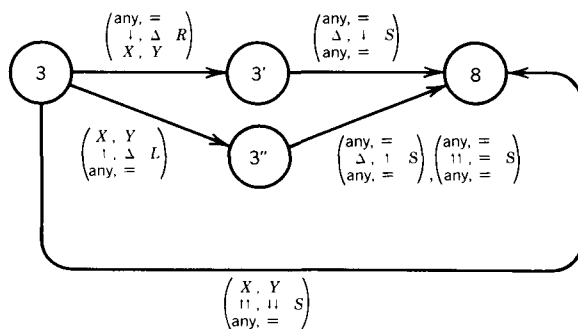 any, =
↓, Δ R
X, Y
any, =
Δ, ↓ S
any, =
3
3′
8
3″
X, Y
↑, Δ L
any, =
any, =
Δ, ↑ S
any, =
,
any, =
↑↑, = S
any, =
X, Y
↑↑, ↓↓ S
any, =